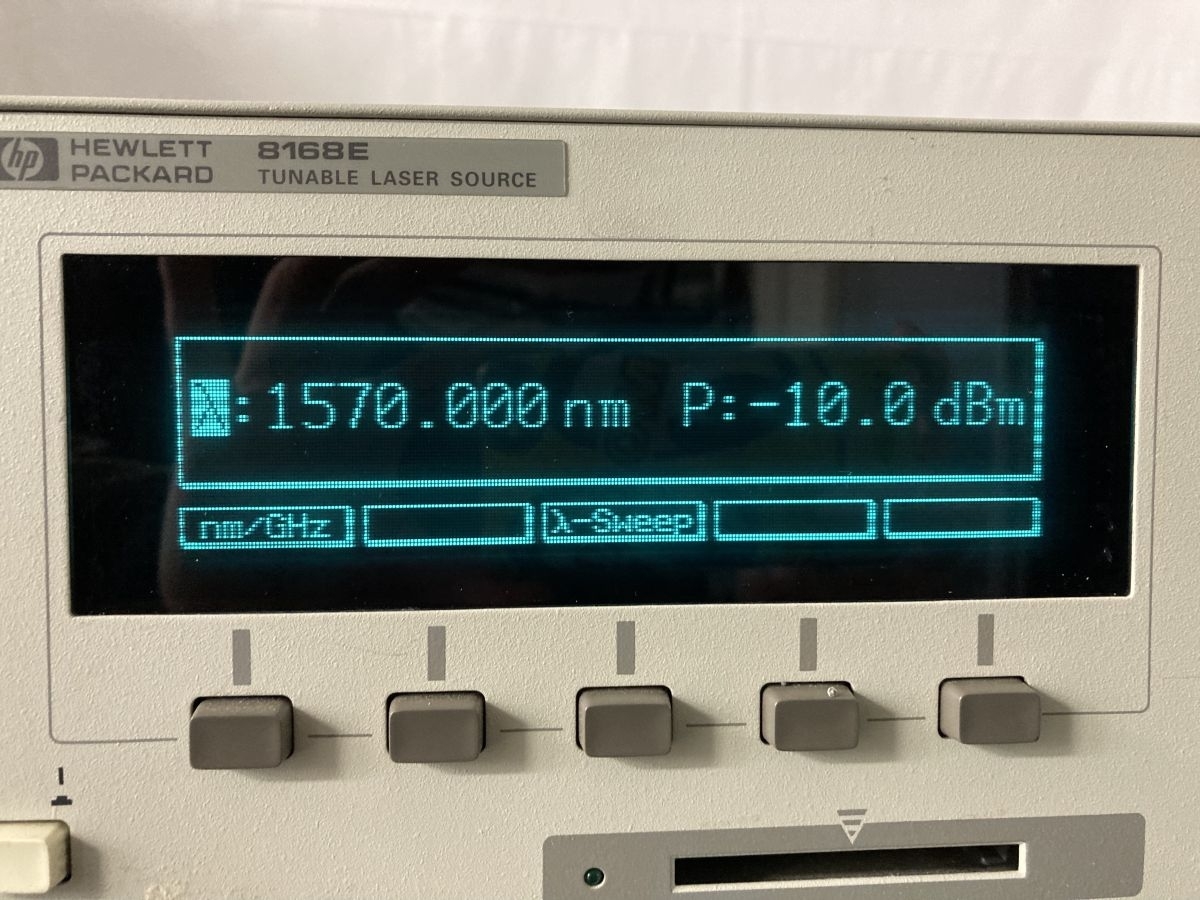 hp HEWLETT PACKARD
8168E
TUNABLE LASER SOURCE
λ:1570.000nm P:-10.0dBm
nm/GHz λ-Sweep